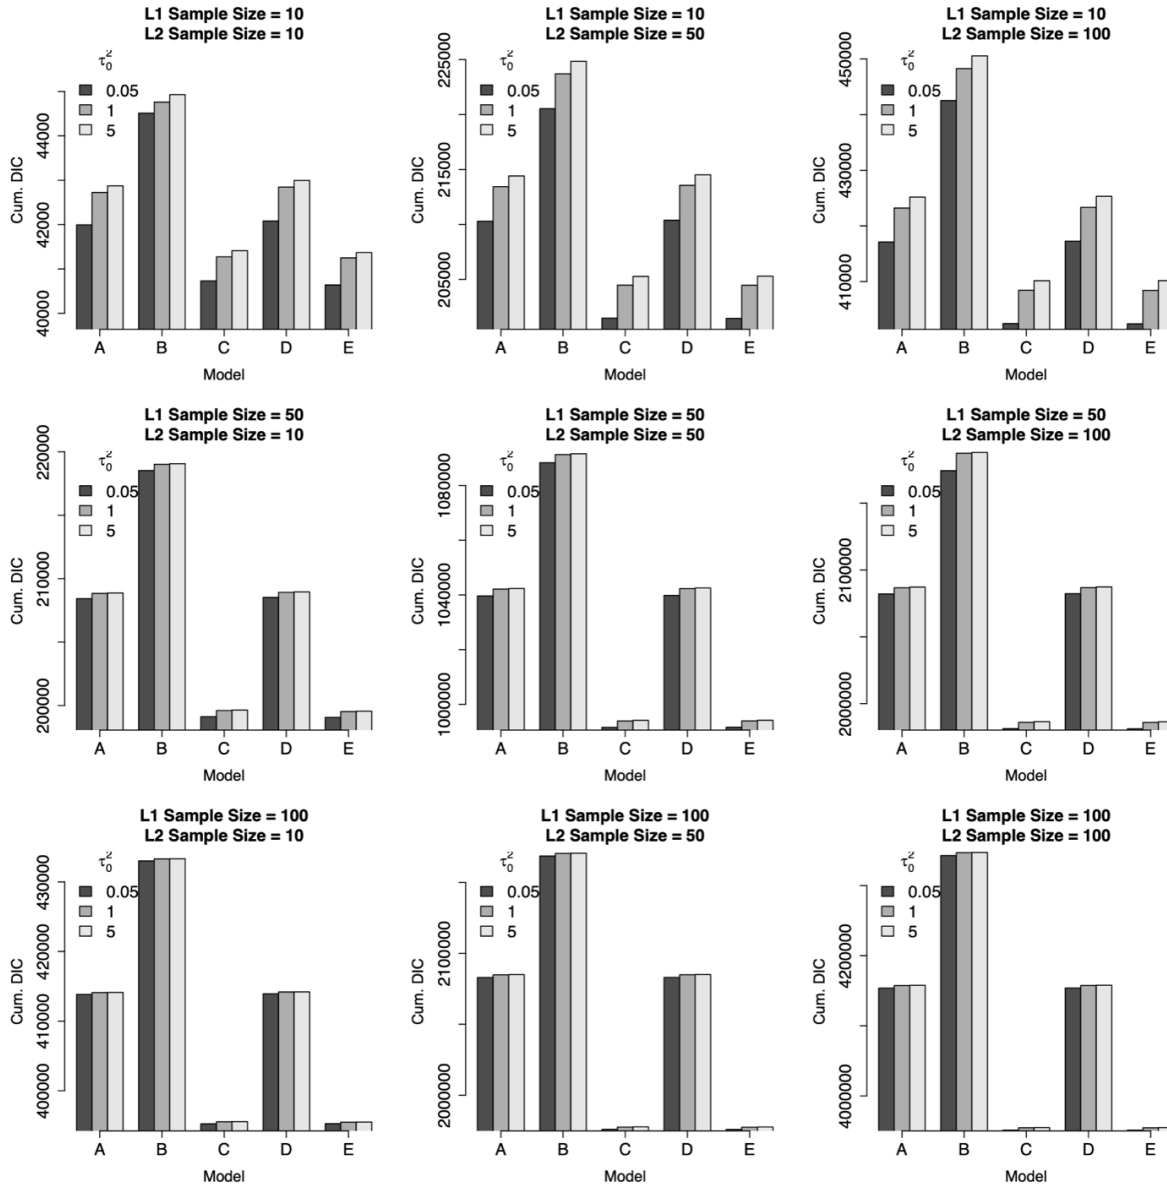 L1 Sample Size = 10
L2 Sample Size = 10
τ₀²
0.05
1
5
Cum. DIC
40000 42000 44000
A B C D E
Model
L1 Sample Size = 10
L2 Sample Size = 50
τ₀²
0.05
1
5
Cum. DIC
205000 215000 225000
A B C D E
Model
L1 Sample Size = 10
L2 Sample Size = 100
τ₀²
0.05
1
5
Cum. DIC
410000 430000 450000
A B C D E
Model
L1 Sample Size = 50
L2 Sample Size = 10
τ₀²
0.05
1
5
Cum. DIC
200000 210000 220000
A B C D E
Model
L1 Sample Size = 50
L2 Sample Size = 50
τ₀²
0.05
1
5
Cum. DIC
1000000 1040000 1080000
A B C D E
Model
L1 Sample Size = 50
L2 Sample Size = 100
τ₀²
0.05
1
5
Cum. DIC
2000000 2100000
A B C D E
Model
L1 Sample Size = 100
L2 Sample Size = 10
τ₀²
0.05
1
5
Cum. DIC
400000 410000 420000 430000
A B C D E
Model
L1 Sample Size = 100
L2 Sample Size = 50
τ₀²
0.05
1
5
Cum. DIC
2000000 2100000
A B C D E
Model
L1 Sample Size = 100
L2 Sample Size = 100
τ₀²
0.05
1
5
Cum. DIC
4000000 4200000
A B C D E
Model